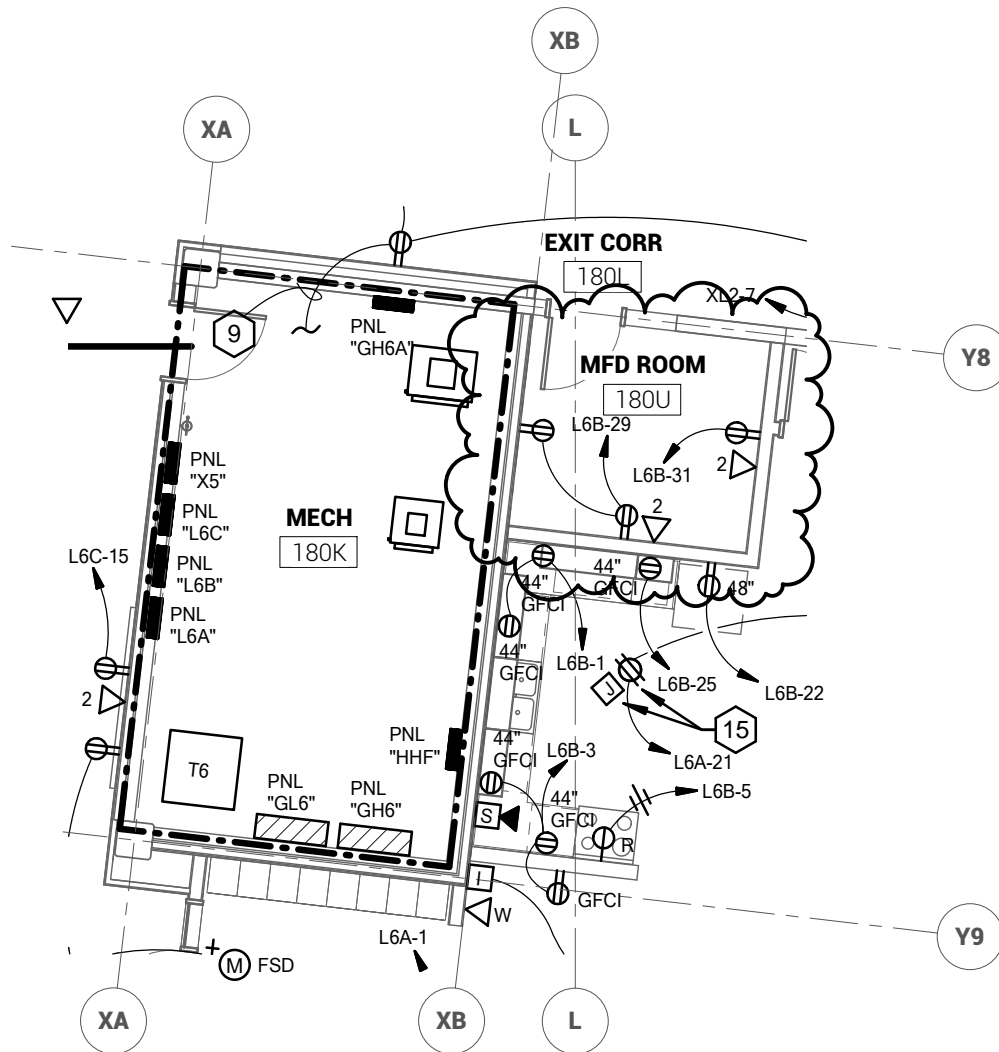 XB
XA
L
EXIT CORR
180L
XL2-7
9
PNL
"GH6A"
MFD ROOM
180U
Y8
L6B-29
L6B-31
2
PNL
"X5"
2
MECH
180K
PNL
"L6C"
L6C-15
PNL
"L6B"
44"
GFCI
44"
GFCI
48"
PNL
"L6A"
44"
GFCI
L6B-1
L6B-25
L6B-22
2
J
15
PNL
"HHF"
44"
GFCI
L6B-3
L6A-21
T6
PNL
"GL6"
PNL
"GH6"
L6B-5
44"
GFCI
S
R
I
GFCI
W
L6A-1
Y9
M
FSD
XA
XB
L